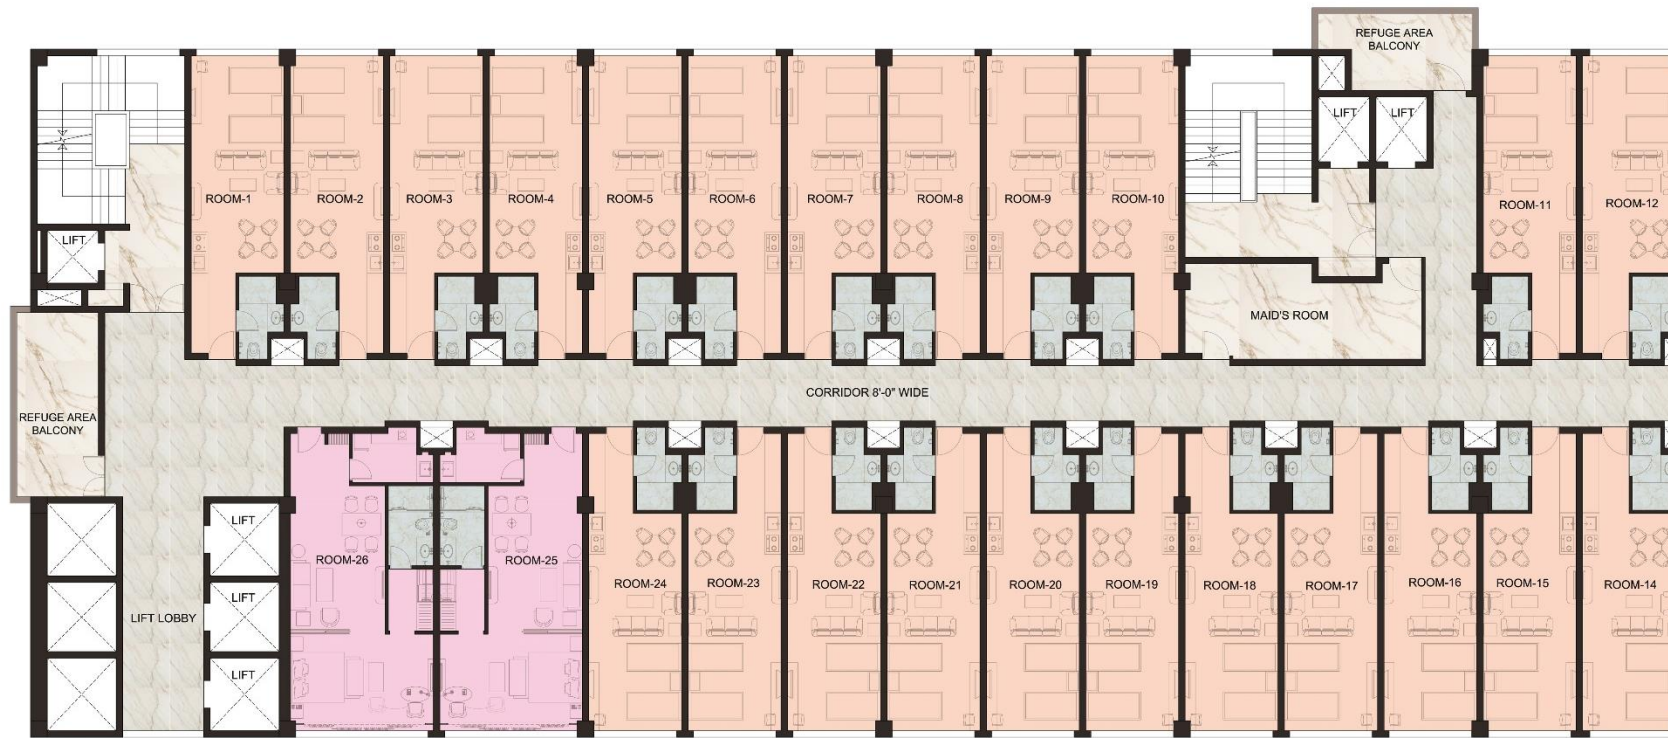 REFUGE AREA
BALCONY
LIFT
LIFT
ROOM-1
ROOM-2
ROOM-3
ROOM-4
ROOM-5
ROOM-6
ROOM-7
ROOM-8
ROOM-9
ROOM-10
ROOM-11
ROOM-12
LIFT
MAID'S ROOM
CORRIDOR 8'-0" WIDE
REFUGE AREA
BALCONY
LIFT
ROOM-26
ROOM-25
ROOM-24
ROOM-23
ROOM-22
ROOM-21
ROOM-20
ROOM-19
ROOM-18
ROOM-17
ROOM-16
ROOM-15
ROOM-14
LIFT
LIFT LOBBY
LIFT